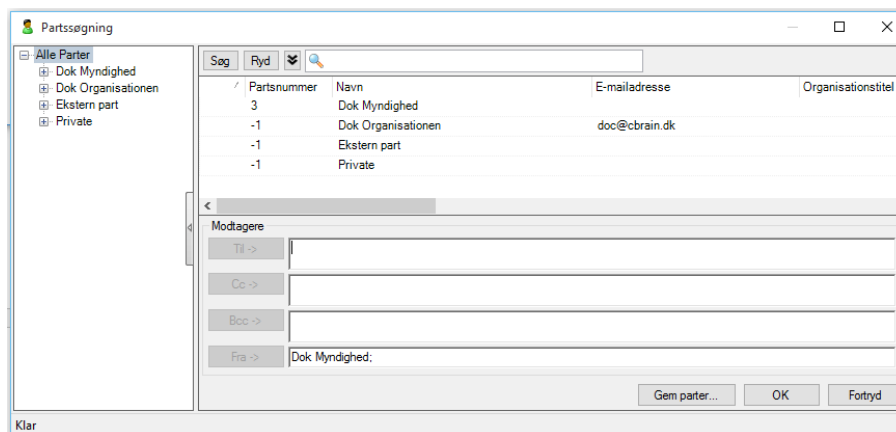 Partssøgning
Alle Parter
Dok Myndighed
Dok Organisationen
Ekstern part
Private
Søg Ryd
Partsnummer Navn E-mailadresse Organisationstitel
3 Dok Myndighed
-1 Dok Organisationen doc@cbrain.dk
-1 Ekstern part
-1 Private
Modtagere
Til ->
Cc ->
Bcc ->
Fra -> Dok Myndighed;
Gem parter... OK Fortryd
Klar